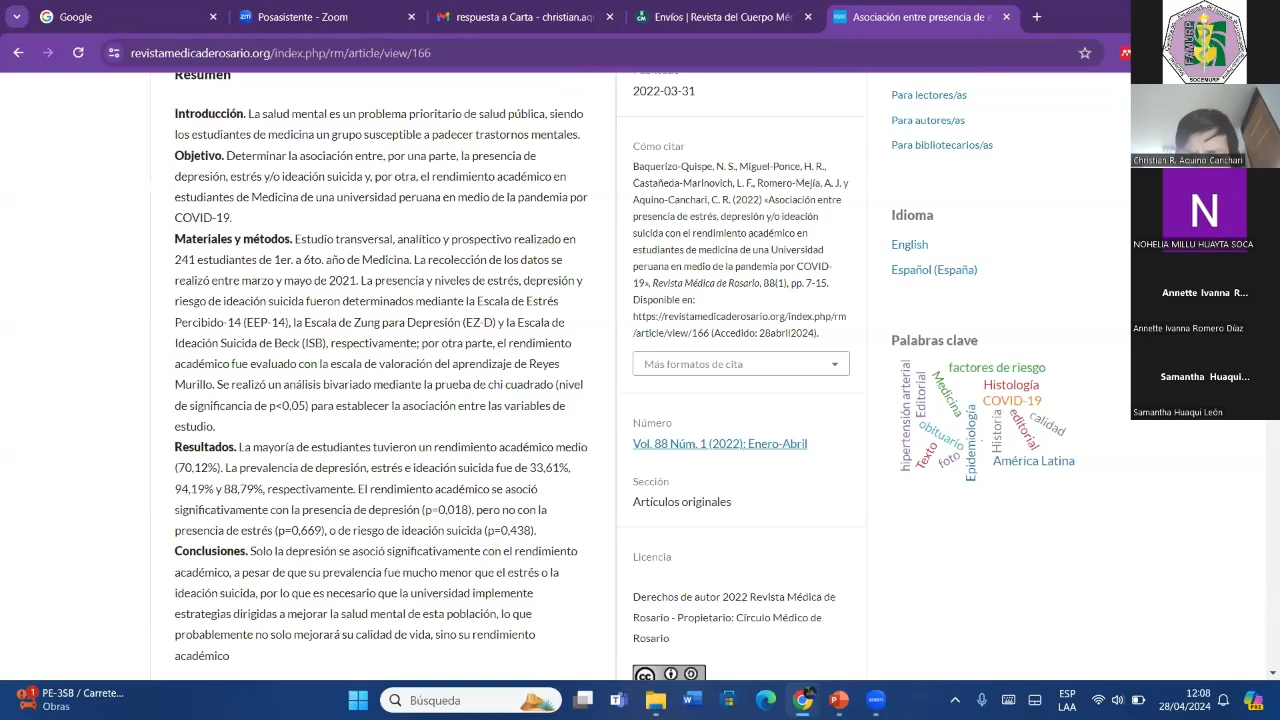 Google
Posasistente - Zoom
respuesta a Carta - christian.aq
Envíos | Revista del Cuerpo Mé
Asociación entre presencia de e
revistamedicaderosario.org/index.php/rm/article/view/166
Resumen
Introducción. La salud mental es un problema prioritario de salud pública, siendo
los estudiantes de medicina un grupo susceptible a padecer trastornos mentales.
Objetivo. Determinar la asociación entre, por una parte, la presencia de
depresión, estrés y/o ideación suicida y, por otra, el rendimiento académico en
estudiantes de Medicina de una universidad peruana en medio de la pandemia por
COVID-19.
Materiales y métodos. Estudio transversal, analítico y prospectivo realizado en
241 estudiantes de 1er. a 6to. año de Medicina. La recolección de los datos se
realizó entre marzo y mayo de 2021. La presencia y niveles de estrés, depresión y
riesgo de ideación suicida fueron determinados mediante la Escala de Estrés
Percibido-14 (EEP-14), la Escala de Zung para Depresión (EZ-D) y la Escala de
Ideación Suicida de Beck (ISB), respectivamente; por otra parte, el rendimiento
académico fue evaluado con la escala de valoración del aprendizaje de Reyes
Murillo. Se realizó un análisis bivariado mediante la prueba de chi cuadrado (nivel
de significancia de p<0,05) para establecer la asociación entre las variables de
estudio.
Resultados. La mayoría de estudiantes tuvieron un rendimiento académico medio
(70,12%). La prevalencia de depresión, estrés e ideación suicida fue de 33,61%,
94,19% y 88,79%, respectivamente. El rendimiento académico se asoció
significativamente con la presencia de depresión (p=0,018), pero no con la
presencia de estrés (p=0,669), o de riesgo de ideación suicida (p=0,438).
Conclusiones. Solo la depresión se asoció significativamente con el rendimiento
académico, a pesar de que su prevalencia fue mucho menor que el estrés o la
ideación suicida, por lo que es necesario que la universidad implemente
estrategias dirigidas a mejorar la salud mental de esta población, lo que
probablemente no solo mejorará su calidad de vida, sino su rendimiento
académico
2022-03-31
Cómo citar
Baquerizo-Quispe, N. S., Miguel-Ponce, H. R.,
Castañeda-Marinovich, L. F., Romero-Mejía, A. J. y
Aquino-Canchari, C. R. (2022) «Asociación entre
presencia de estrés, depresión y/o ideación
suicida con el rendimiento académico en
estudiantes de medicina de una Universidad
peruana en medio de la pandemia por COVID-
19», Revista Médica de Rosario, 88(1), pp. 7-15.
Disponible en:
https://revistamedicaderosario.org/index.php/rm
/article/view/166 (Accedido: 28abril2024).
Más formatos de cita
Número
Vol. 88 Núm. 1 (2022): Enero-Abril
Sección
Artículos originales
Licencia
Derechos de autor 2022 Revista Médica de
Rosario - Propietario: Círculo Médico de
Rosario
Para lectores/as
Para autores/as
Para bibliotecarios/as
Idioma
English
Español (España)
Palabras clave
factores de riesgo
Histología
COVID-19
hipertensión arterial
Editorial
Medicina
obituario
Texto
foto
Epidemiología
Historia
editorial
calidad
América Latina
FAMURP
SOCEMURP
Christian R. Aquino Canchari
N
NOHELIA MILLU HUAYTA SOCA
Annette Ivanna R...
Annette Ivanna Romero Díaz
Samantha Huaqui...
Samantha Huaqui León
1
PE-3SB / Carrete...
Obras
Búsqueda
ESP
LAA
12:08
28/04/2024